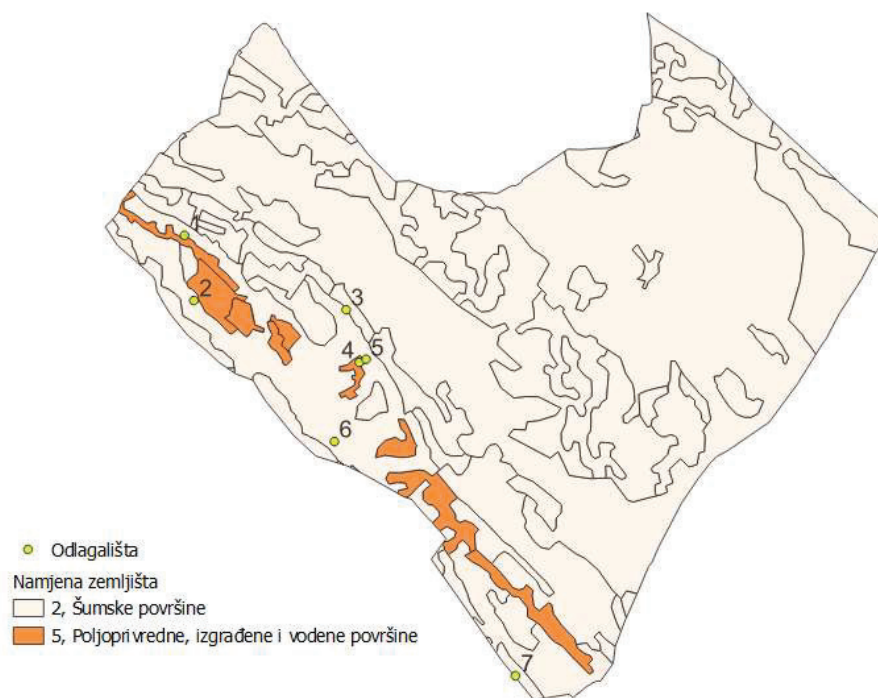 1
2
3
4 5
6
7
Odlagališta
Namjena zemljišta
2, Šumske površine
5, Poljoprivredne, izgrađene i vodene površine